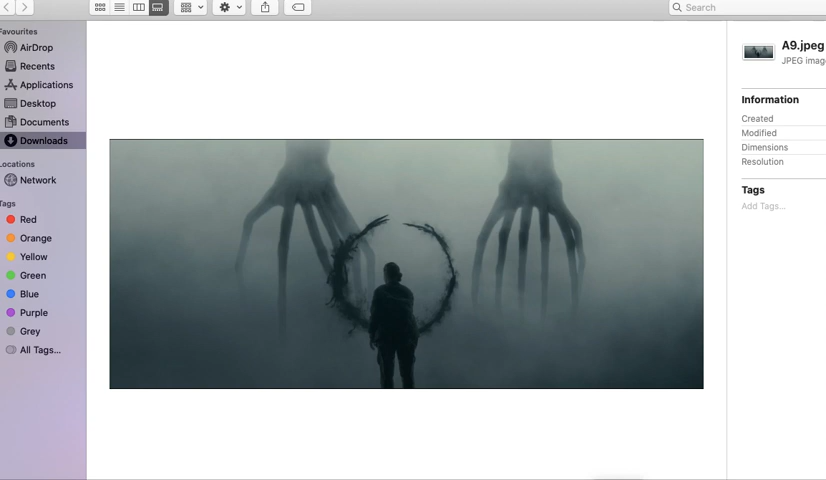 Search
Favourites
AirDrop
Recents
Applications
Desktop
Documents
Downloads
Locations
Network
Tags
Red
Orange
Yellow
Green
Blue
Purple
Grey
All Tags...
A9.jpeg
JPEG imag
Information
Created
Modified
Dimensions
Resolution
Tags
Add Tags...